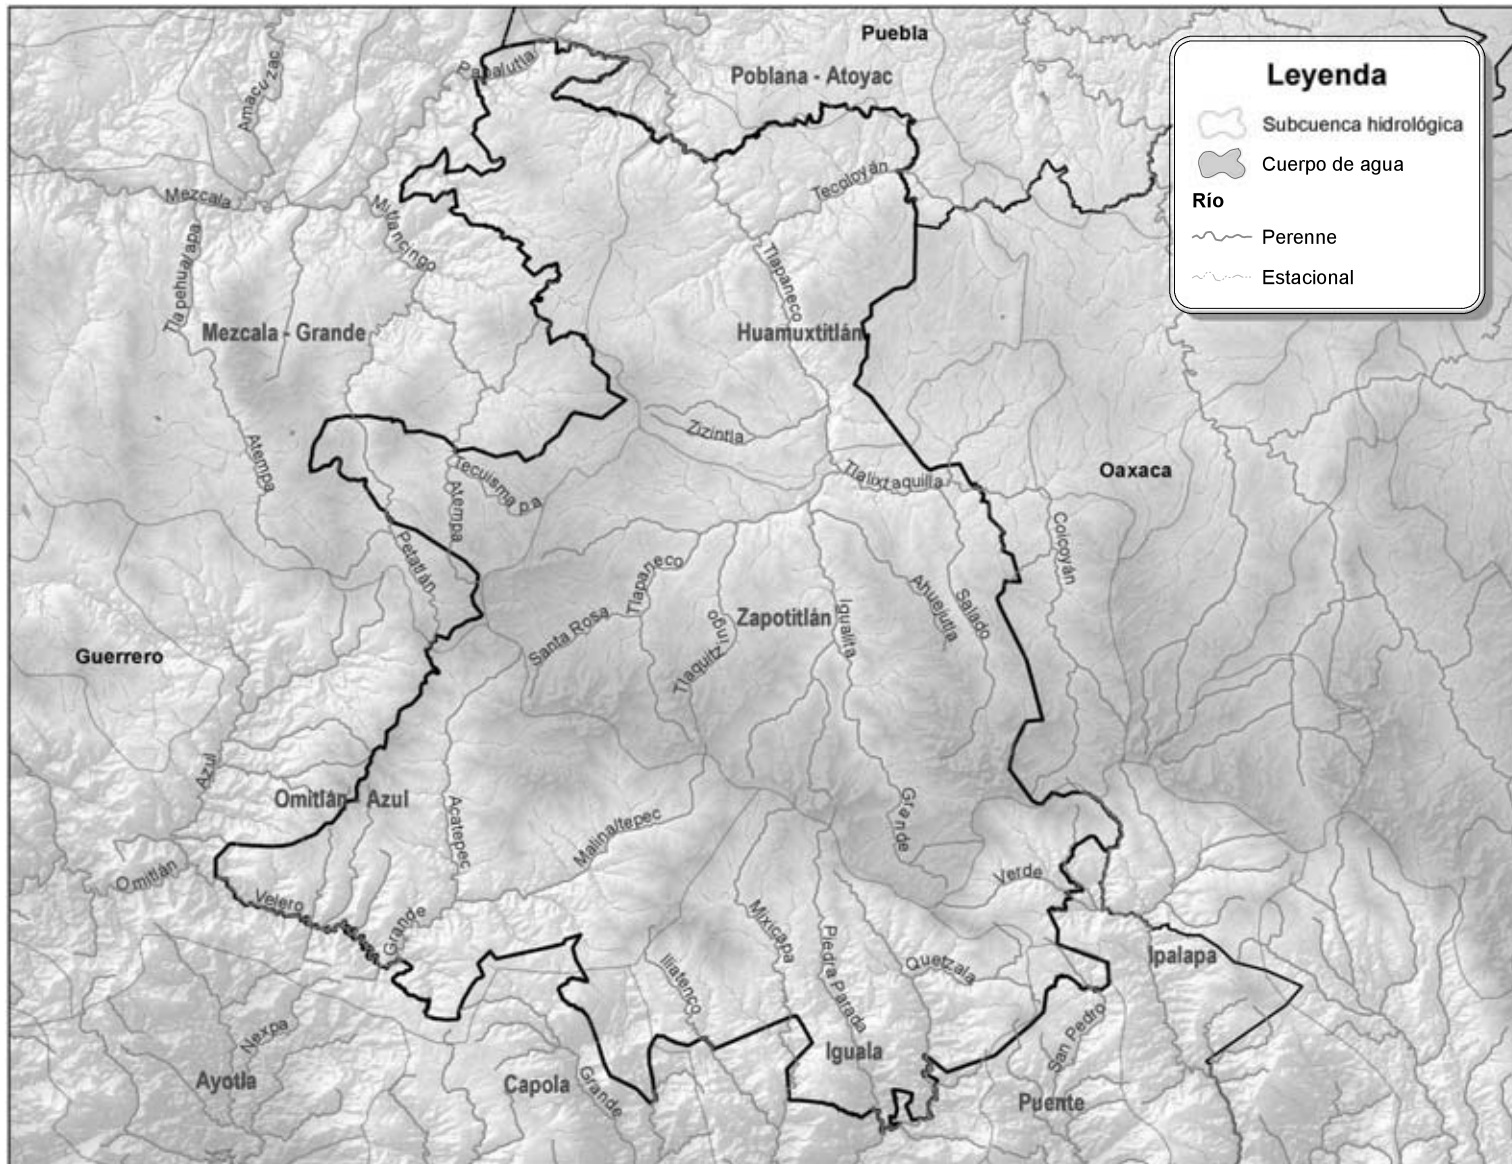 Puebla
Papalutla
Poblana - Atoyac
Amacuzac
Leyenda
Subcuenca hidrológica
Cuerpo de agua
Río
Perenne
Estacional
Mezcala
Mitlancingo
Tecoloyán
Tlapehualapa
Tlapaneco
Mezcala - Grande
Huamuxtitlán
Zizintla
Atempa
Tecuismapa
Atempa
Tlalixtaquilla
Oaxaca
Petatlán
Coicoyán
Tlapaneco
Santa Rosa
Tlaquitzingo
Zapotitlán
Igualita
Ahuejutla
Salado
Guerrero
Azul
Omitlán - Azul
Acatepec
Malinaltepec
Grande
Omitlán
Velero
Grande
Verde
Mixicapa
Piedra Parada
Quetzala
Ipalapa
Iliatenco
Nexpa
San Pedro
Iguala
Ayotla
Capola
Grande
Puente